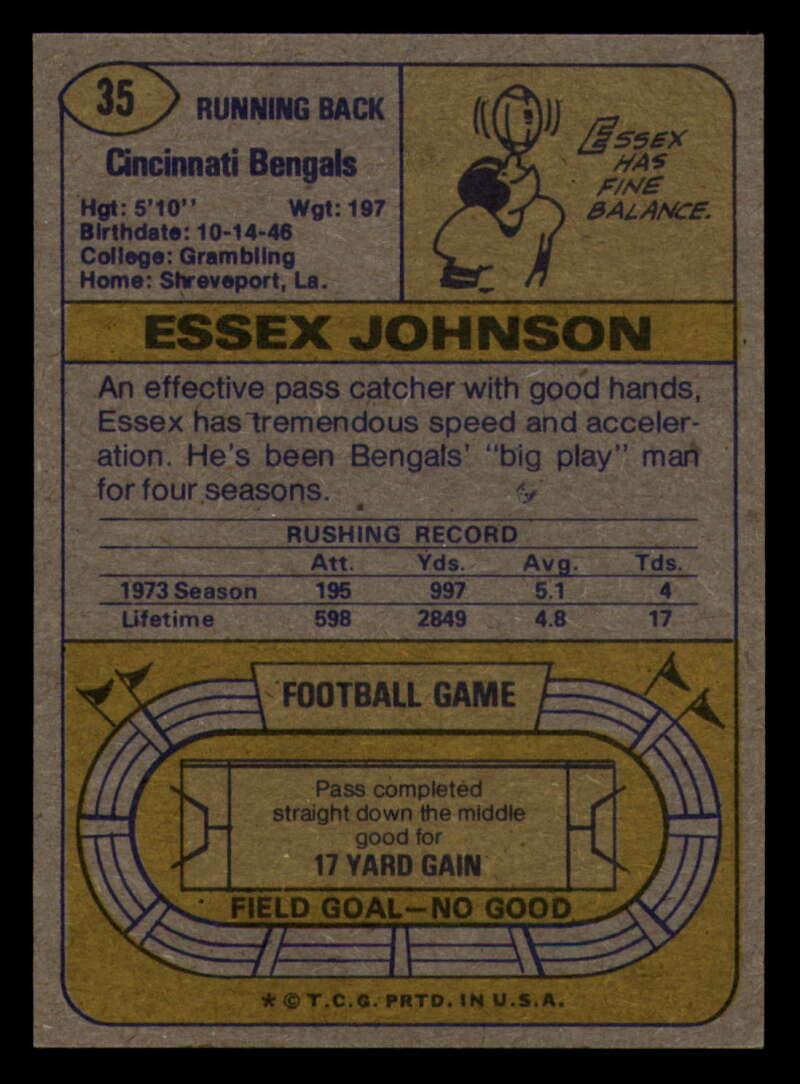 35
RUNNING BACK
Cincinnati Bengals
Hgt: 5'10'' Wgt: 197
Birthdate: 10-14-46
College: Grambling
Home: Shreveport, La.
ESSEX
HAS
FINE
BALANCE.
ESSEX JOHNSON
An effective pass catcher with good hands,
Essex has tremendous speed and acceler-
ation. He's been Bengals' "big play" man
for four seasons.
RUSHING RECORD
Att. Yds. Avg. Tds.
1973 Season 195 997 5.1 4
Lifetime 598 2849 4.8 17
FOOTBALL GAME
Pass completed
straight down the middle
good for
17 YARD GAIN
FIELD GOAL—NO GOOD
* © T.C.G. PRTD. IN U.S.A.